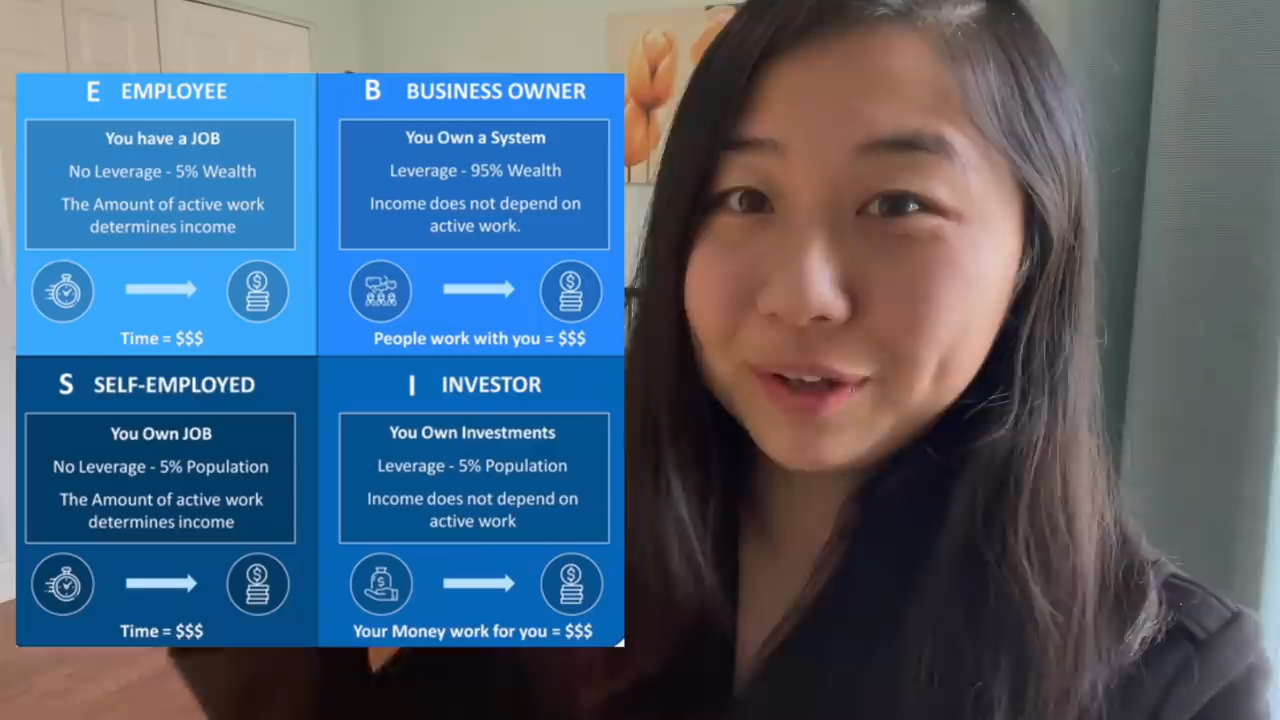 E EMPLOYEE
You have a JOB
No Leverage - 5% Wealth
The Amount of active work
determines income
Time = $$$
B BUSINESS OWNER
You Own a System
Leverage - 95% Wealth
Income does not depend on
active work.
People work with you = $$$
S SELF-EMPLOYED
You Own JOB
No Leverage - 5% Population
The Amount of active work
determines income
Time = $$$
I INVESTOR
You Own Investments
Leverage - 5% Population
Income does not depend on
active work
Your Money work for you = $$$